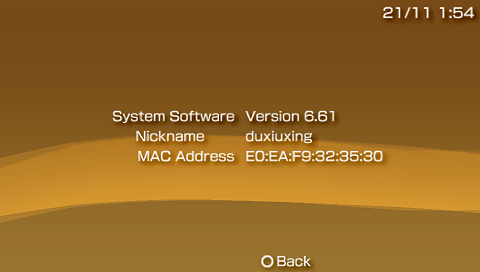 21/11 1:54
System Software Version 6.61
Nickname duxiuxing
MAC Address E0:EA:F9:32:35:30
Back